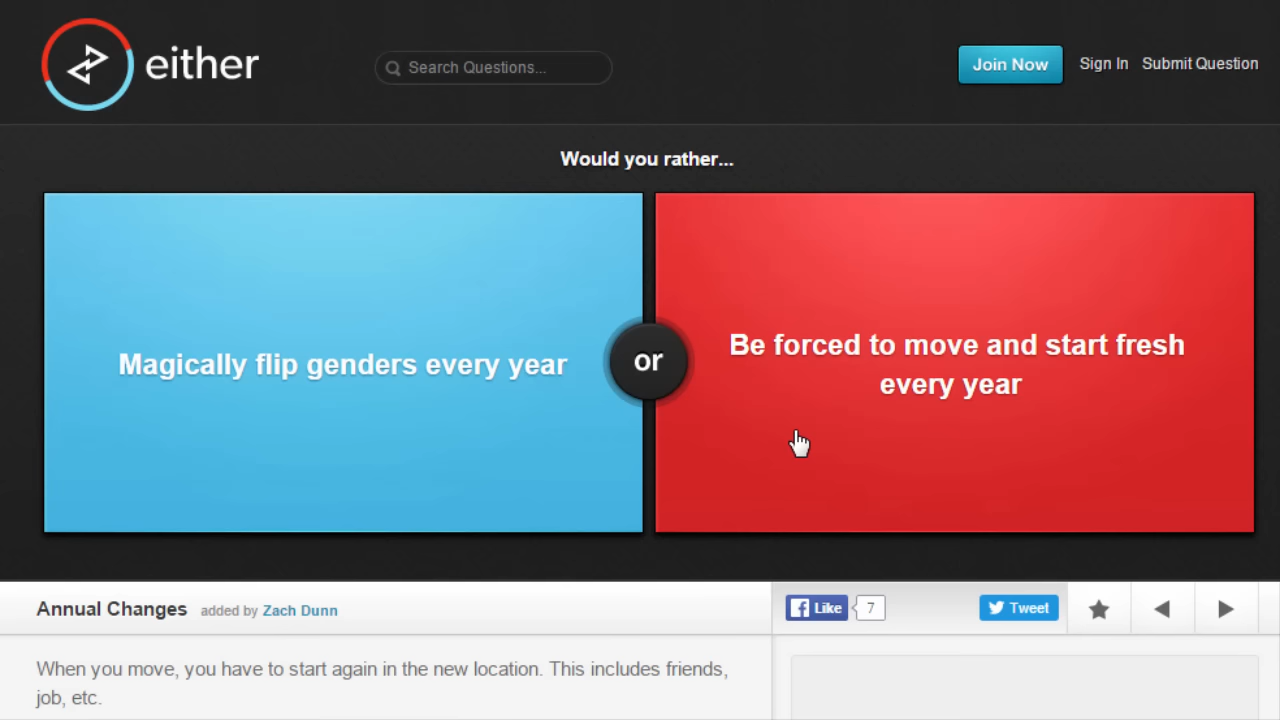 either
Search Questions...
Join Now
Sign In
Submit Question
Would you rather...
Magically flip genders every year
or
Be forced to move and start fresh
every year
Annual Changes
added by Zach Dunn
Like
7
Tweet
When you move, you have to start again in the new location. This includes friends,
job, etc.